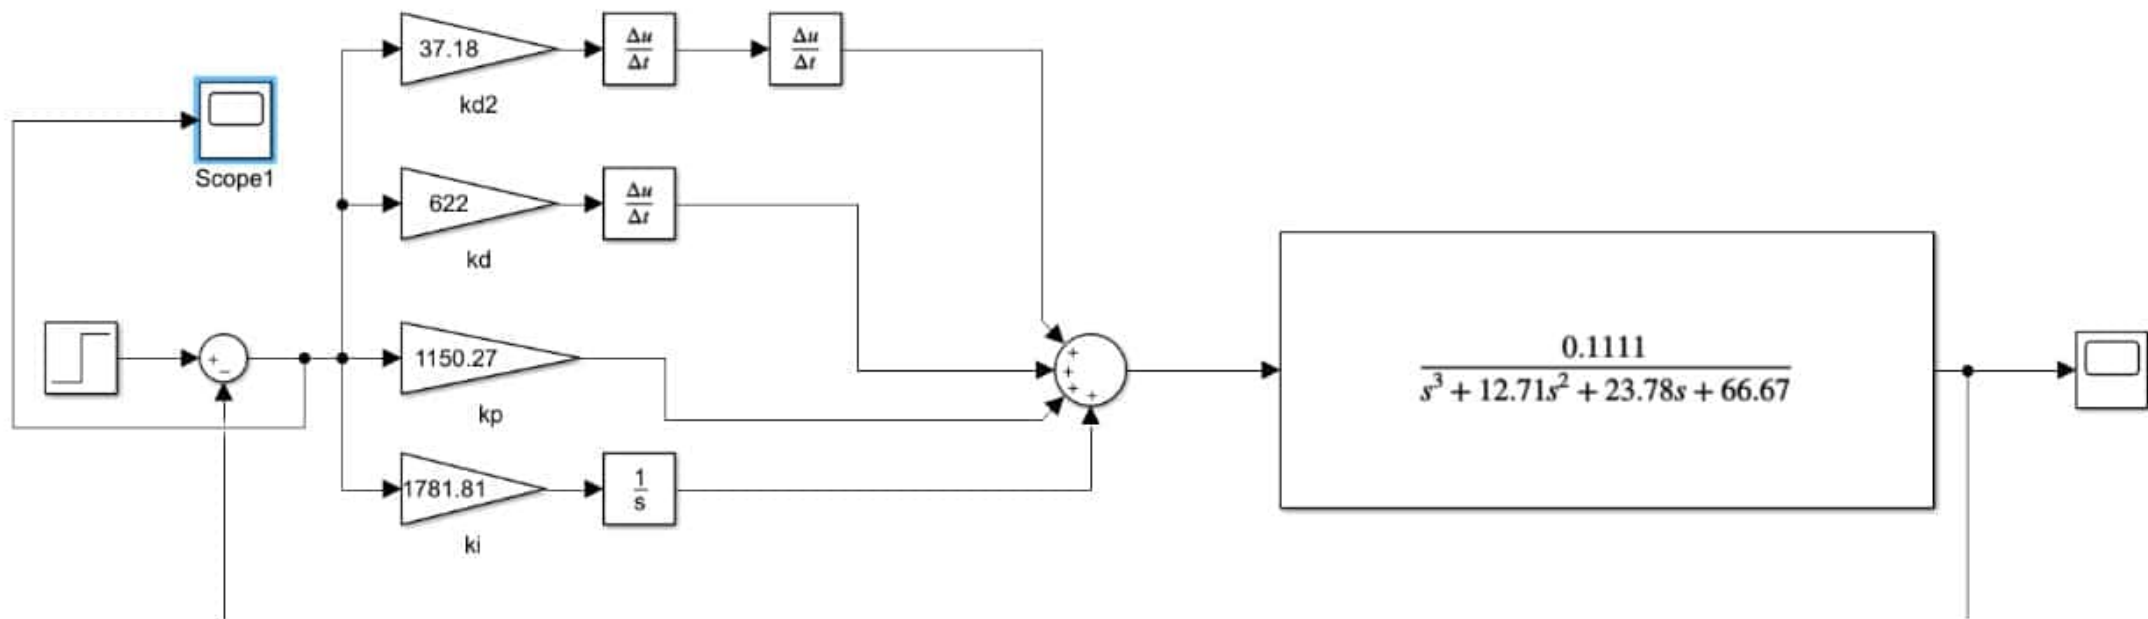 37.18
Δu
Δt
Δu
Δt
kd2
Scope1
622
Δu
Δt
kd
+
−
1150.27
kp
+
+
+
+
0.1111
s³ + 12.71s² + 23.78s + 66.67
1781.81
1
s
ki